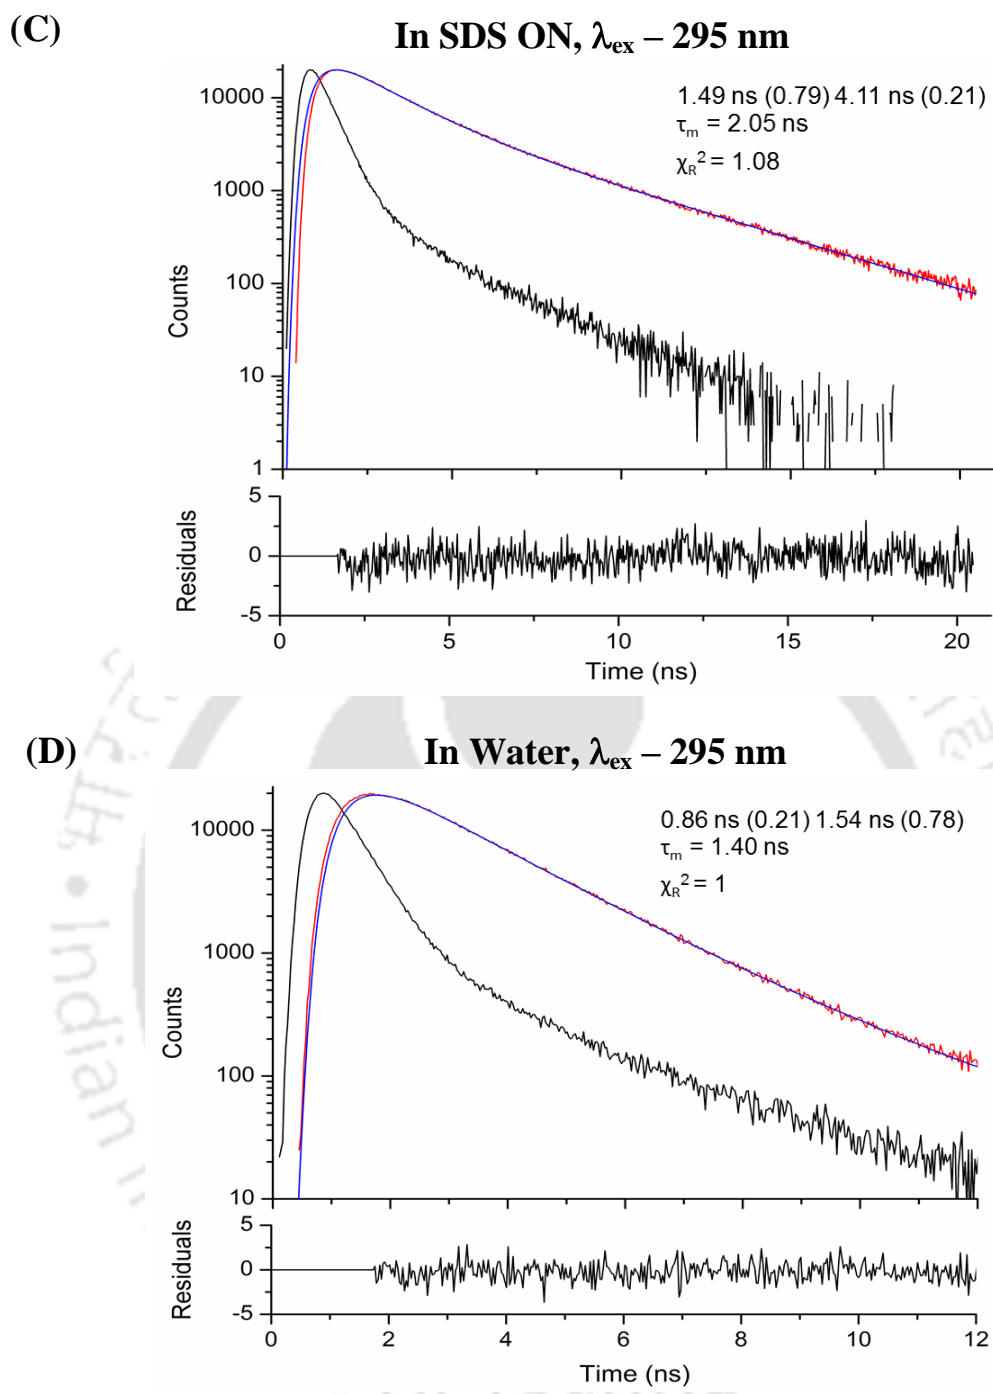 (C)
In SDS ON, λex – 295 nm
1.49 ns (0.79) 4.11 ns (0.21)
τm = 2.05 ns
χR² = 1.08
10000
1000
100
10
1
Counts
5
0
-5
Residuals
0 5 10 15 20
Time (ns)
(D)
In Water, λex – 295 nm
0.86 ns (0.21) 1.54 ns (0.78)
τm = 1.40 ns
χR² = 1
10000
1000
100
10
Counts
5
0
-5
Residuals
0 2 4 6 8 10 12
Time (ns)
Indian